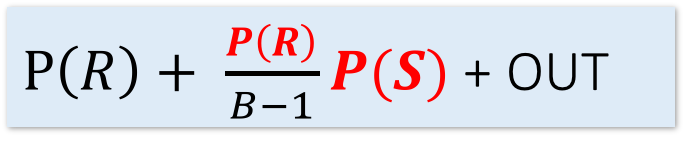 P(R) + P(R)/B−1 P(S) + OUT